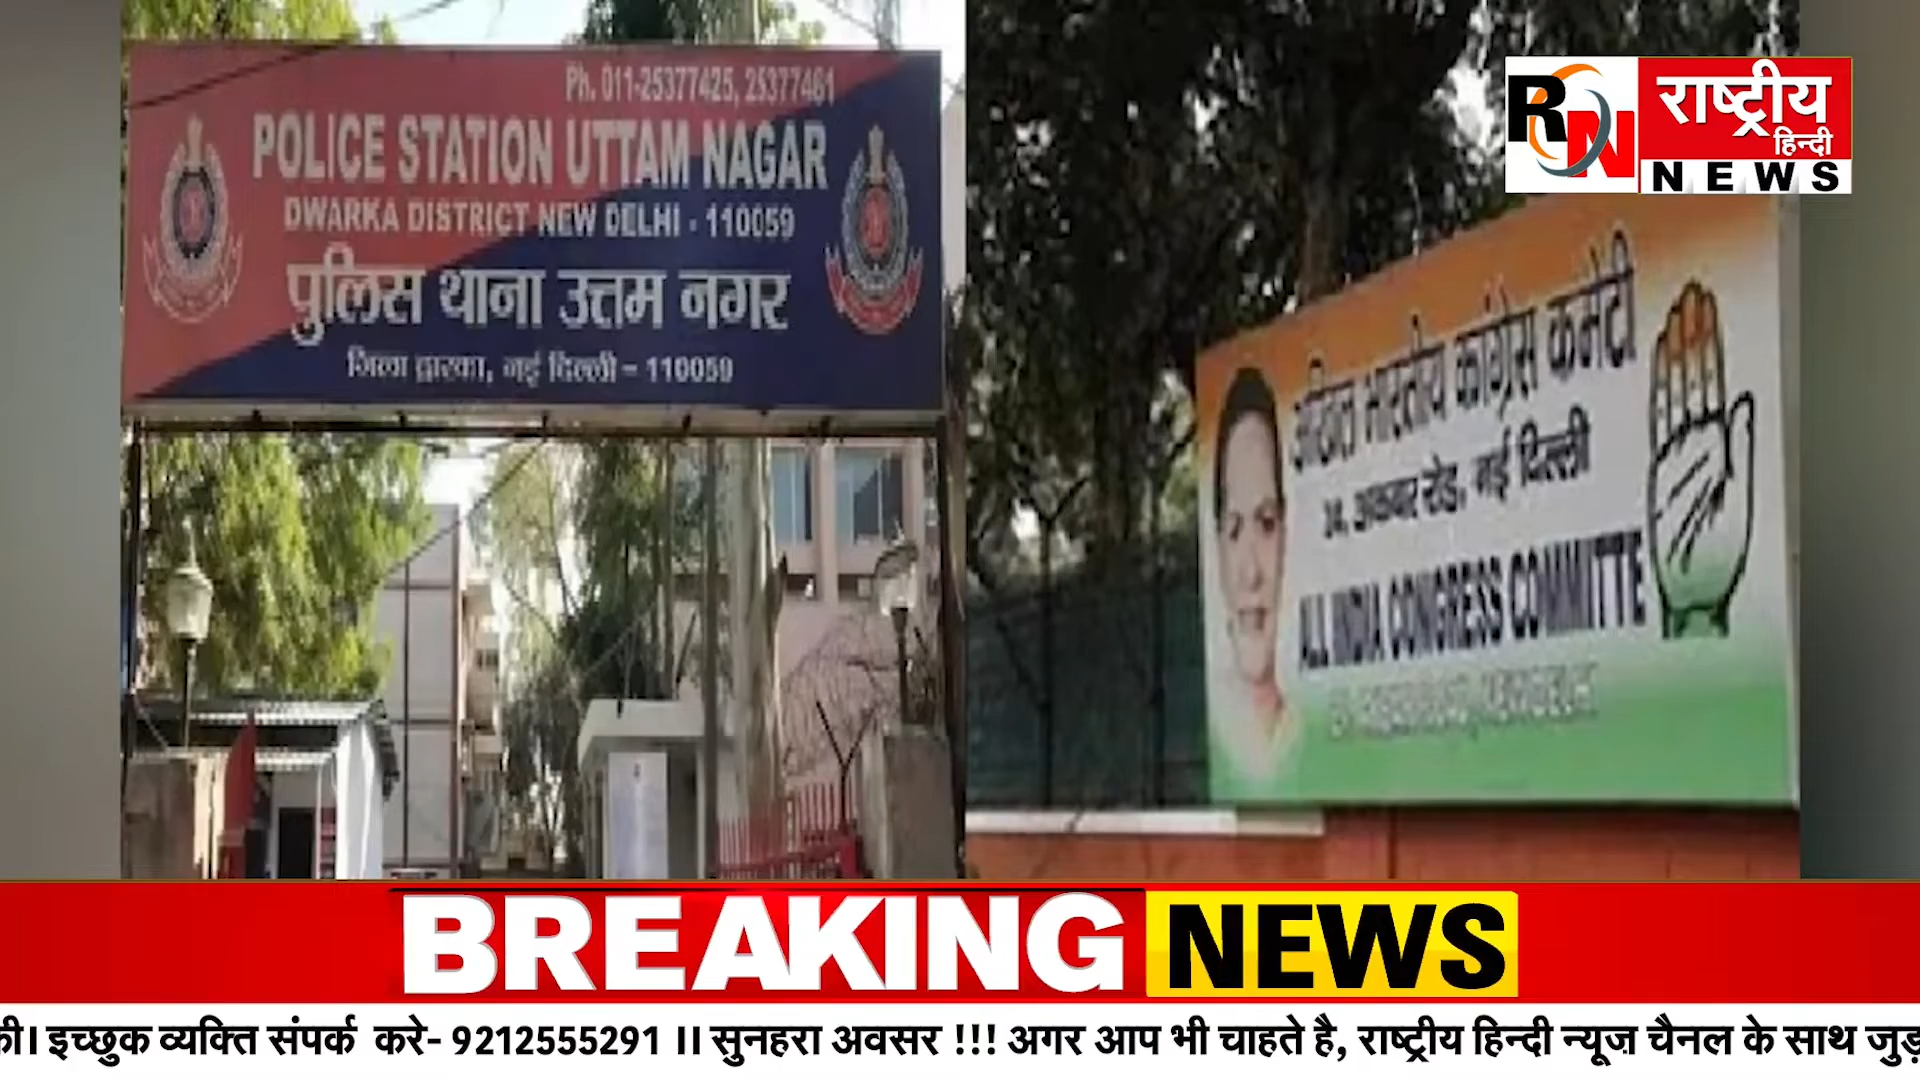 Ph. 011-25377425, 25377461
POLICE STATION UTTAM NAGAR
DWARKA DISTRICT NEW DELHI - 110059
पुलिस थाना उत्तम नगर
जिला द्वारका, नई दिल्ली - 110059
RN राष्ट्रीय
हिन्दी
NEWS
अखिल भारतीय कांग्रेस कमेटी
24, अकबर रोड, नई दिल्ली
ALL INDIA CONGRESS COMMITTE
BREAKING NEWS
की। इच्छुक व्यक्ति संपर्क करे- 9212555291 ।। सुनहरा अवसर !!! अगर आप भी चाहते है, राष्ट्रीय हिन्दी न्यूज चैनल के साथ